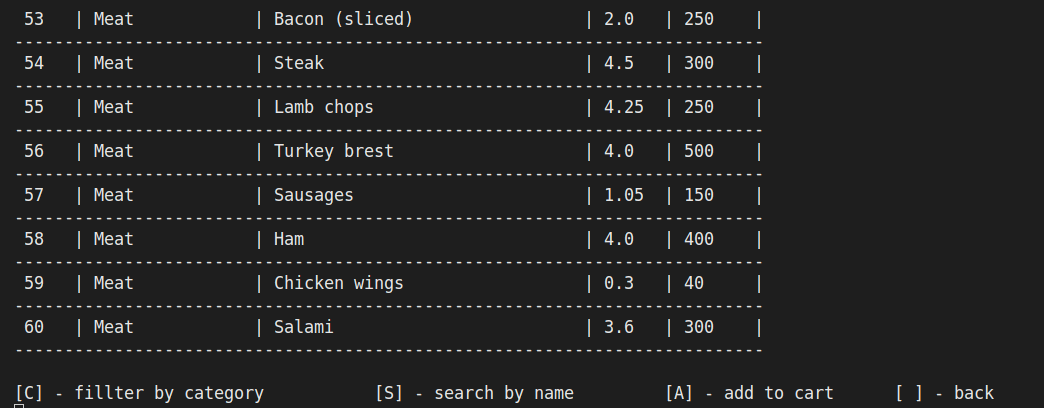 53 | Meat | Bacon (sliced) | 2.0 | 250 |
---------------------------------------------------------------------------
54 | Meat | Steak | 4.5 | 300 |
---------------------------------------------------------------------------
55 | Meat | Lamb chops | 4.25 | 250 |
---------------------------------------------------------------------------
56 | Meat | Turkey brest | 4.0 | 500 |
---------------------------------------------------------------------------
57 | Meat | Sausages | 1.05 | 150 |
---------------------------------------------------------------------------
58 | Meat | Ham | 4.0 | 400 |
---------------------------------------------------------------------------
59 | Meat | Chicken wings | 0.3 | 40 |
---------------------------------------------------------------------------
60 | Meat | Salami | 3.6 | 300 |
---------------------------------------------------------------------------
[C] - fillter by category [S] - search by name [A] - add to cart [ ] - back